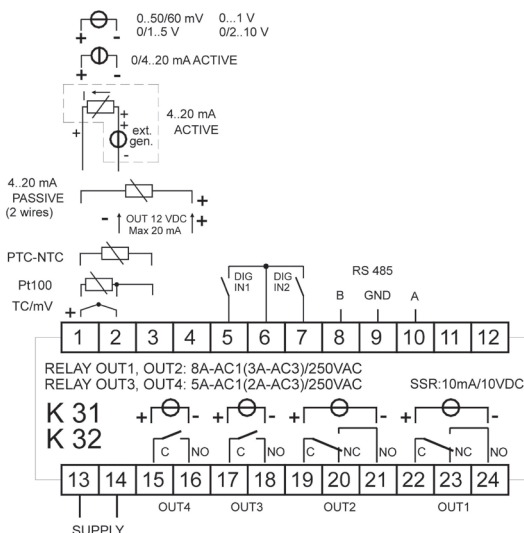 0..50/60 mV 0...1 V
+ - 0/1..5 V 0/2..10 V
+ - 0/4..20 mA ACTIVE
I
+ + + ext. gen. -
4..20 mA
ACTIVE
4..20 mA
PASSIVE
(2 wires)
+
- OUT 12 VDC +
Max 20 mA
PTC-NTC
Pt100
TC/mV
+
DIG IN1
DIG IN2
RS 485
B GND A
1 2 3 4 5 6 7 8 9 10 11 12
RELAY OUT1, OUT2: 8A-AC1(3A-AC3)/250VAC
RELAY OUT3, OUT4: 5A-AC1(2A-AC3)/250VAC
SSR:10mA/10VDC
K 31
K 32
+ - + - + - + -
C NO C NO C NC NO C NC NO
13 14 15 16 17 18 19 20 21 22 23 24
OUT4 OUT3 OUT2 OUT1
SUPPLY